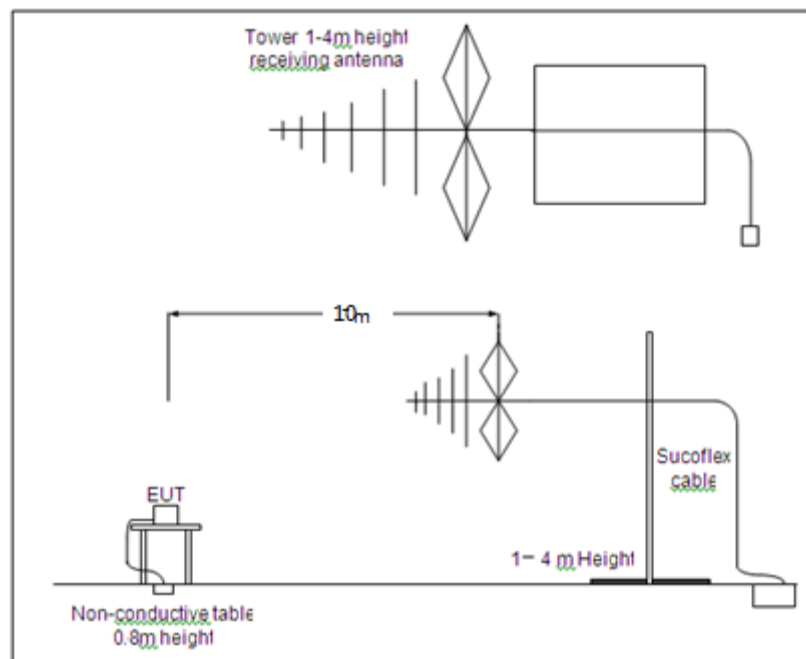 Tower 1-4m height
receiving antenna
10m
EUT
Sucoflex
cable
1– 4 m Height
Non-conductive table
0.8m height